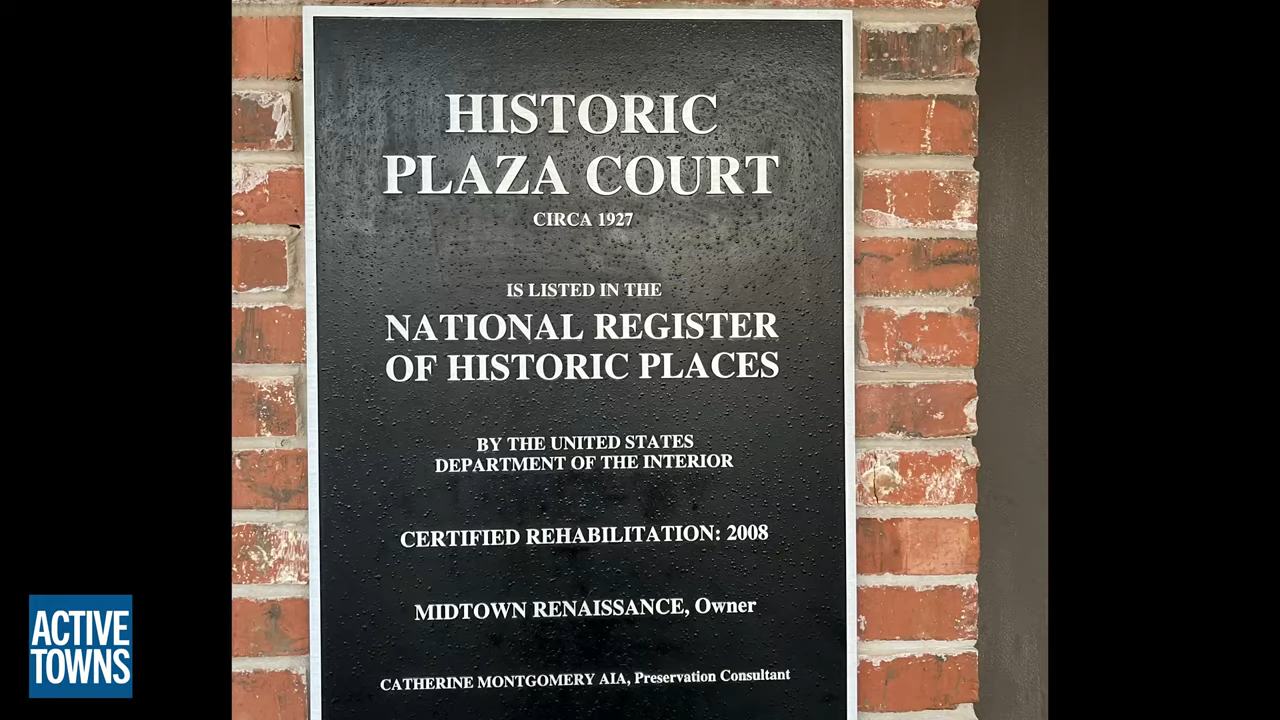 HISTORIC
PLAZA COURT
CIRCA 1927
IS LISTED IN THE
NATIONAL REGISTER
OF HISTORIC PLACES
BY THE UNITED STATES
DEPARTMENT OF THE INTERIOR
CERTIFIED REHABILITATION: 2008
MIDTOWN RENAISSANCE, Owner
CATHERINE MONTGOMERY AIA, Preservation Consultant
ACTIVE
TOWNS